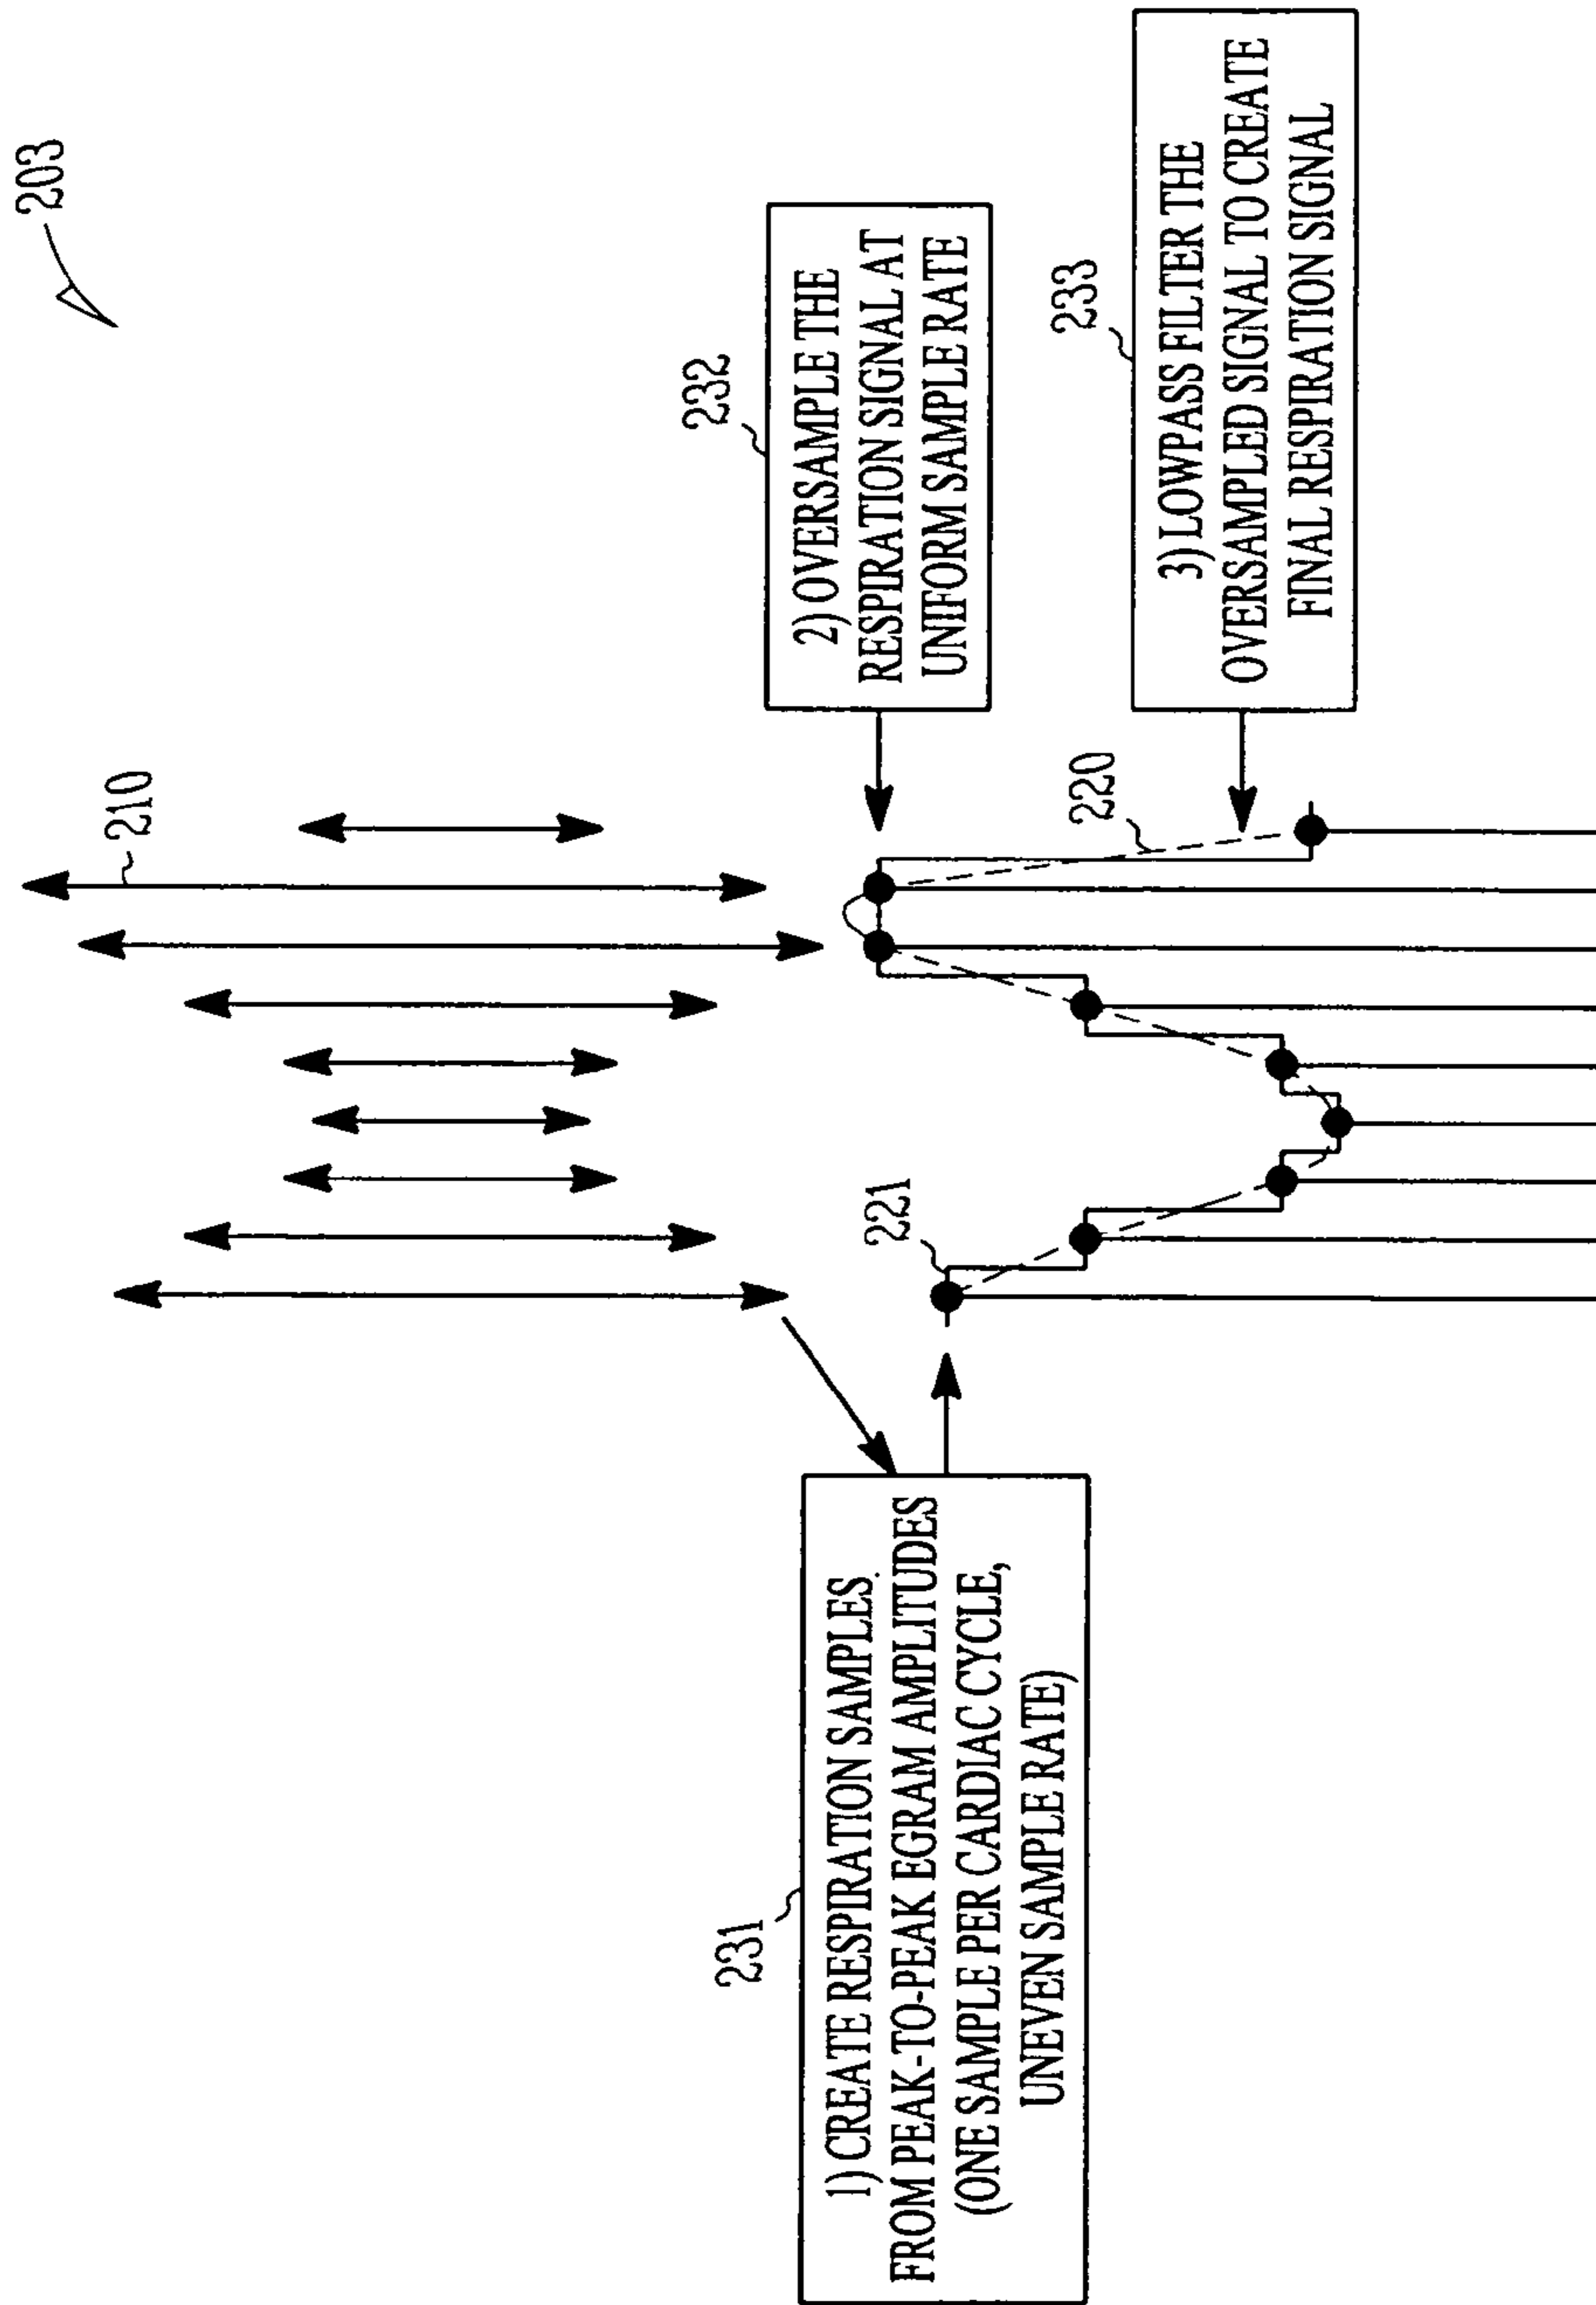 203
210
231
1) CREATE RESPIRATION SAMPLES
FROM PEAK-TO-PEAK EGRAM AMPLITUDES
(ONE SAMPLE PER CARDIAC CYCLE,
UNEVEN SAMPLE RATE)
221
220
232
2) OVERSAMPLE THE
RESPIRATION SIGNAL AT
UNIFORM SAMPLE RATE
233
3) LOWPASS FILTER THE
OVERSAMPLED SIGNAL TO CREATE
FINAL RESPIRATION SIGNAL